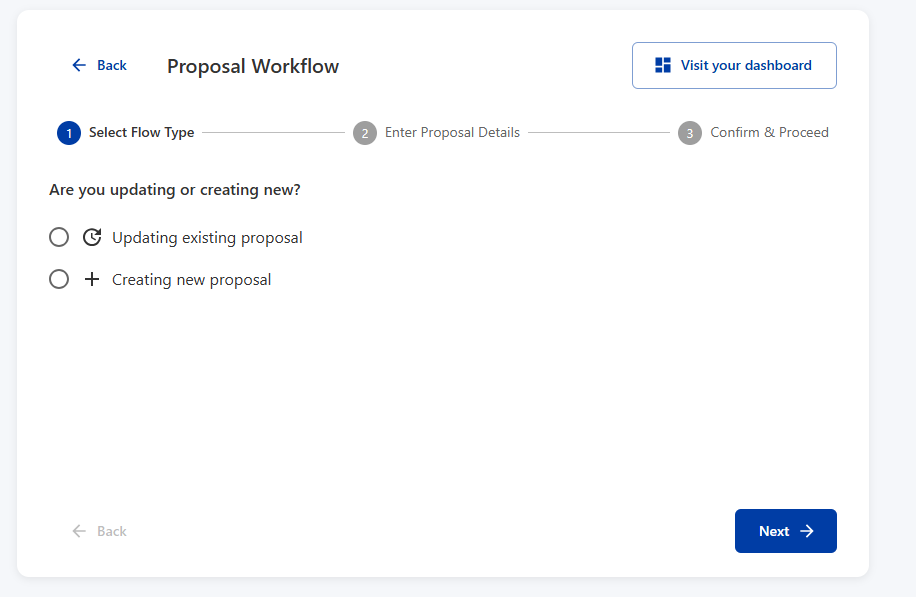 Back
Proposal Workflow
Visit your dashboard
1 Select Flow Type
2 Enter Proposal Details
3 Confirm & Proceed
Are you updating or creating new?
Updating existing proposal
Creating new proposal
Back
Next